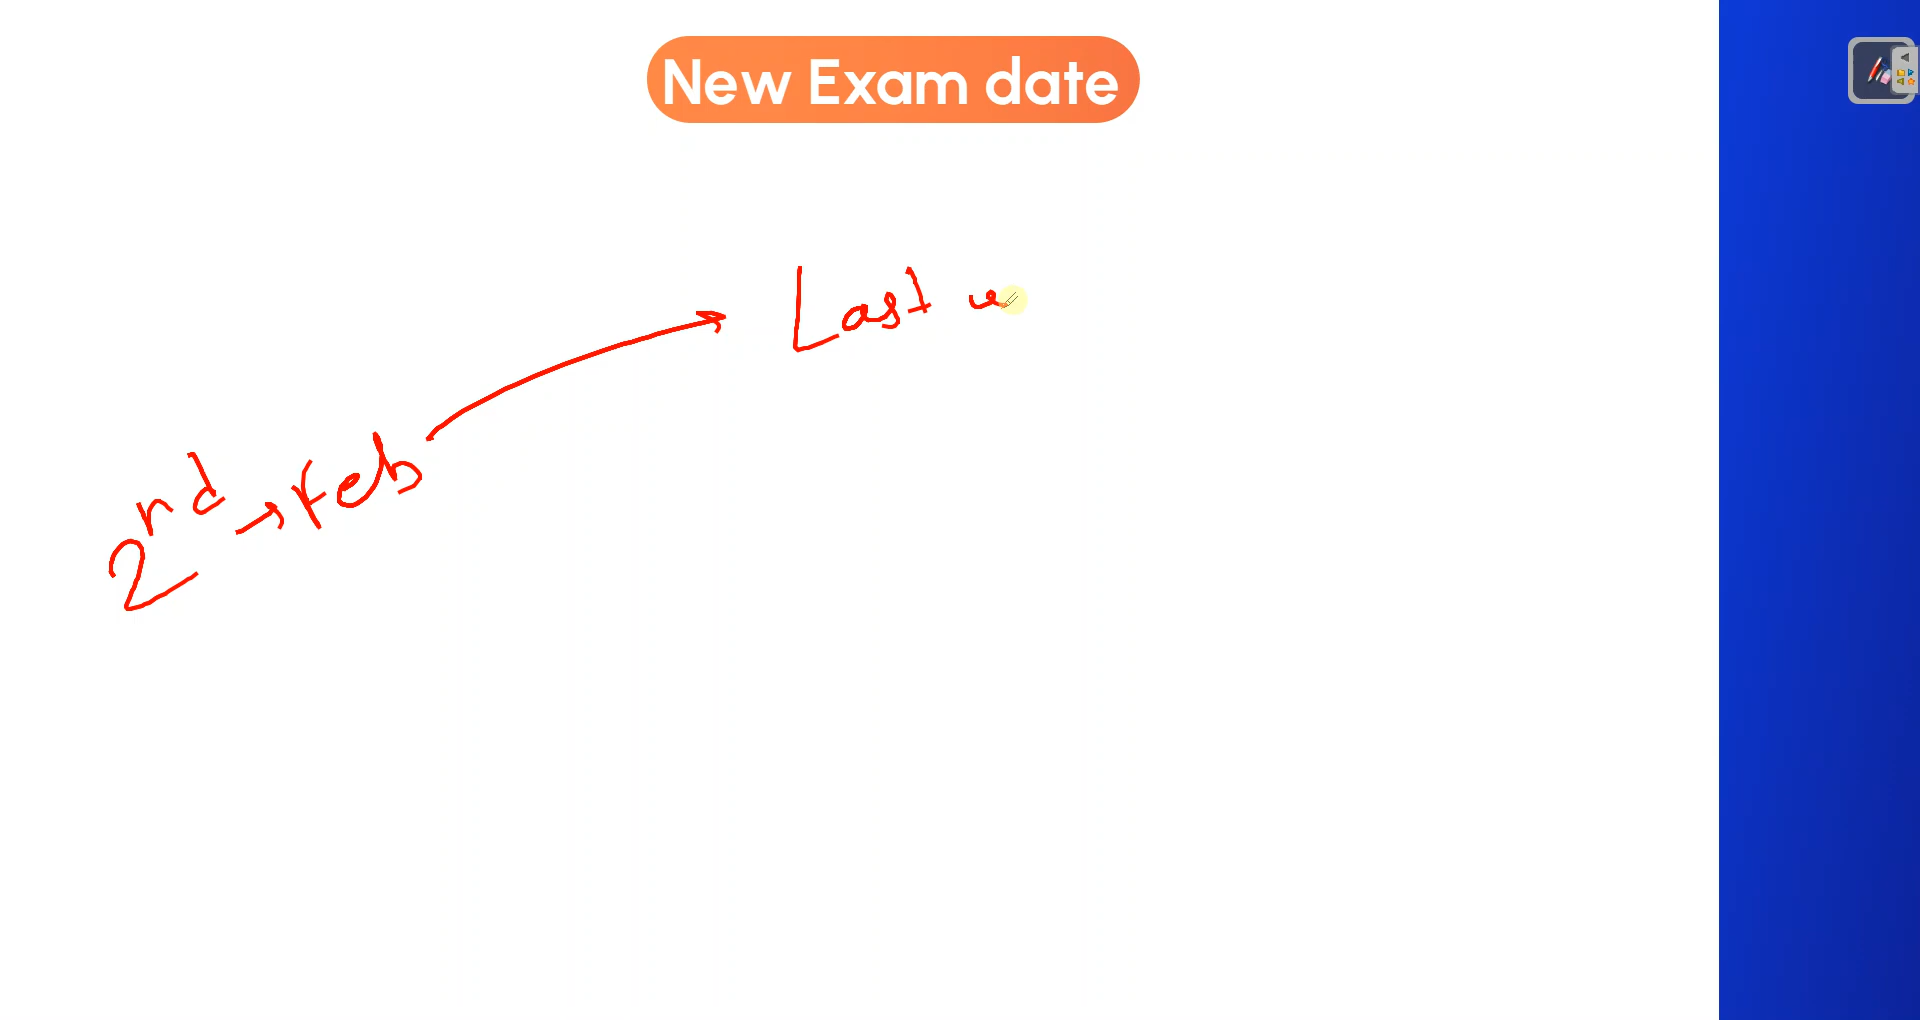 New Exam date
Last
2nd → Feb